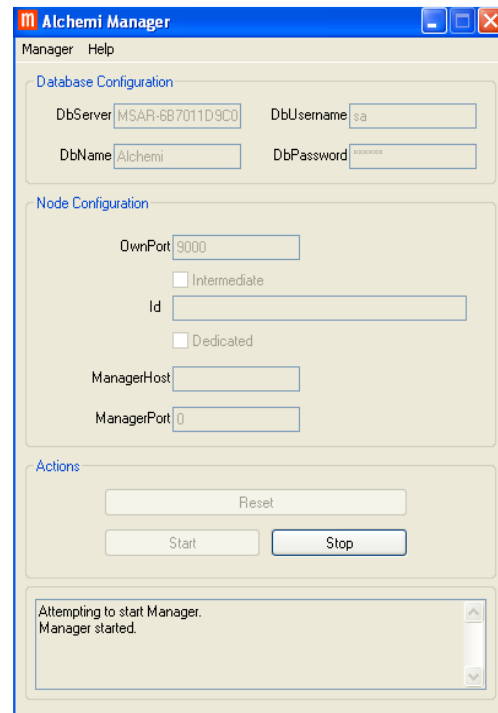 m Alchemi Manager
Manager Help
Database Configuration
DbServer MSAR-6B7011D9C0 DbUsername sa
DbName Alchemi DbPassword ******
Node Configuration
OwnPort 9000
Intermediate
Id
Dedicated
ManagerHost
ManagerPort 0
Actions
Reset
Start Stop
Attempting to start Manager.
Manager started.